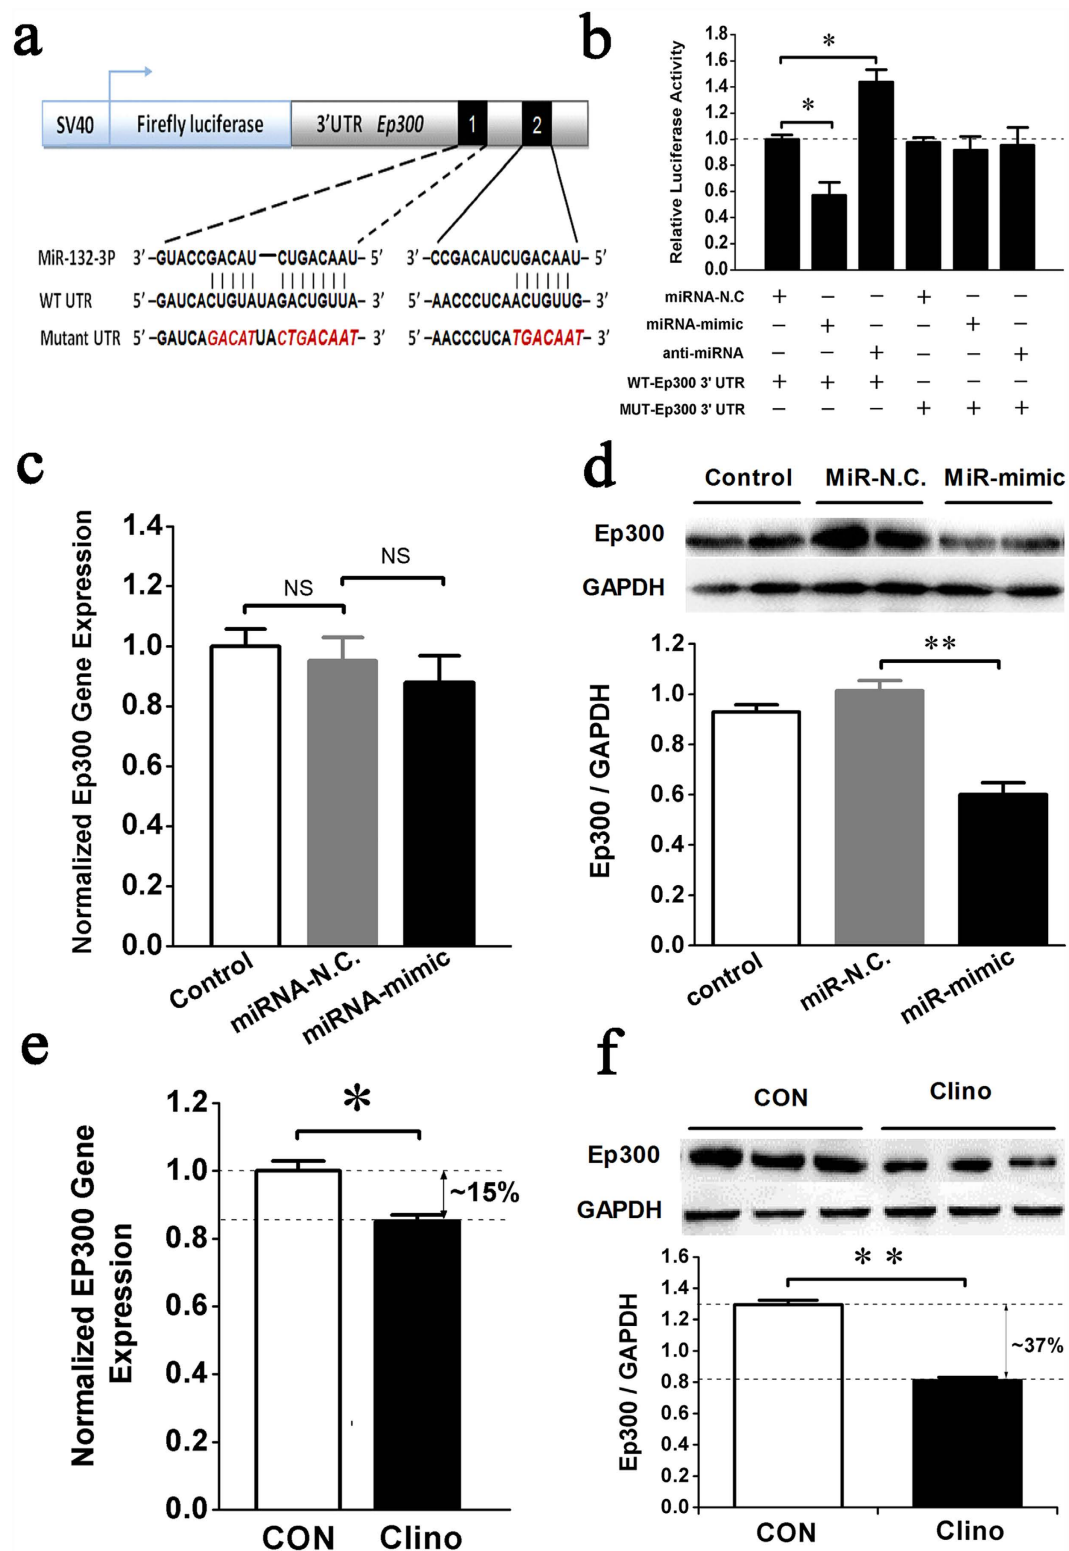 a
SV40 Firefly luciferase 3'UTR Ep300 1 2
MiR-132-3P 3' -GUACCGACAU—CUGACAAU- 5' 3' -CCGACAUCUGACAAU- 5'
WT UTR 5' -GAUCACUGUAUAGACUGUUA- 3' 5' -AACCCUCAACUGUUG- 3'
Mutant UTR 5' -GAUCAGACATUACTGACAAT- 3' 5' -AACCCUCATGACAAT- 3'
b
Relative Luciferase Activity
1.8
1.6
1.4
1.2
1.0
0.8
0.6
0.4
0.2
0.0
*
*
miRNA-N.C + − − + − −
miRNA-mimic − + − − + −
anti-miRNA − − + − − +
WT-Ep300 3' UTR + + + − − −
MUT-Ep300 3' UTR − − − + + +
c
Normalized Ep300 Gene Expression
1.4
1.2
1.0
0.8
0.6
0.4
0.2
0.0
NS
NS
Control
miRNA-N.C.
miRNA-mimic
d
Control MiR-N.C. MiR-mimic
Ep300
GAPDH
Ep300 / GAPDH
1.2
1.0
0.8
0.6
0.4
0.2
0.0
**
control
miR-N.C.
miR-mimic
e
Normalized EP300 Gene
Expression
1.2
1.0
0.8
0.6
0.4
0.2
0.0
*
~15%
CON Clino
f
CON Clino
Ep300
GAPDH
Ep300 / GAPDH
1.6
1.4
1.2
1.0
0.8
0.6
0.4
0.2
0.0
* *
~37%
CON Clino